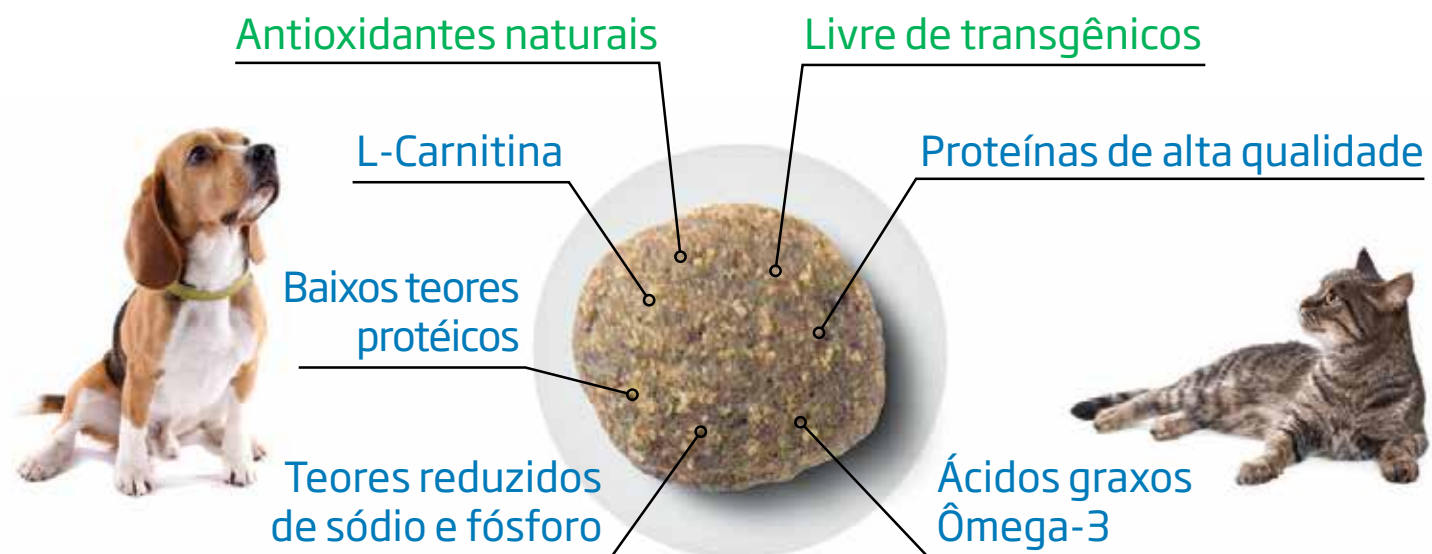 Antioxidantes naturais
Livre de transgênicos
L-Carnitina
Proteínas de alta qualidade
Baixos teores
protéicos
Teores reduzidos
de sódio e fósforo
Ácidos graxos
Ômega-3